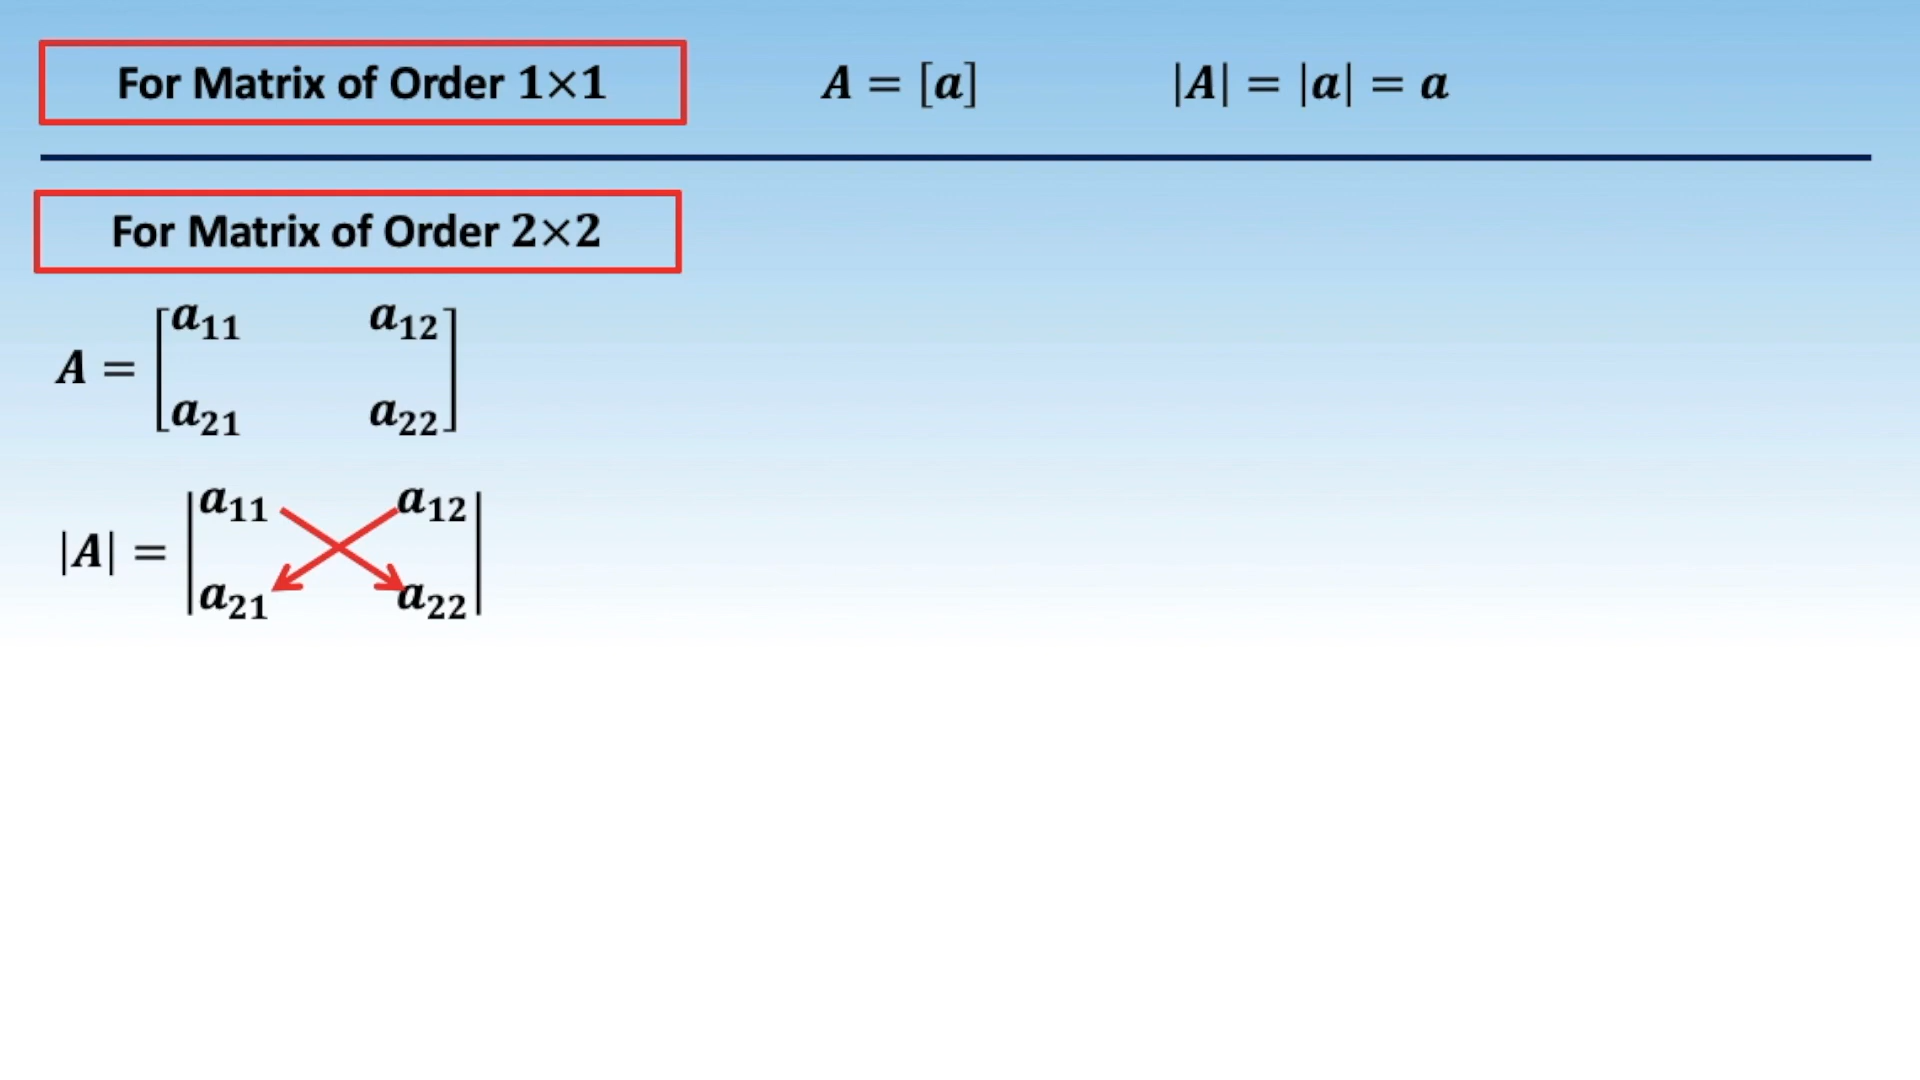 For Matrix of Order 1×1 A = [a] |A| = |a| = a
For Matrix of Order 2×2
A = [a₁₁ a₁₂
a₂₁ a₂₂]
|A| = |a₁₁ a₁₂
a₂₁ a₂₂|